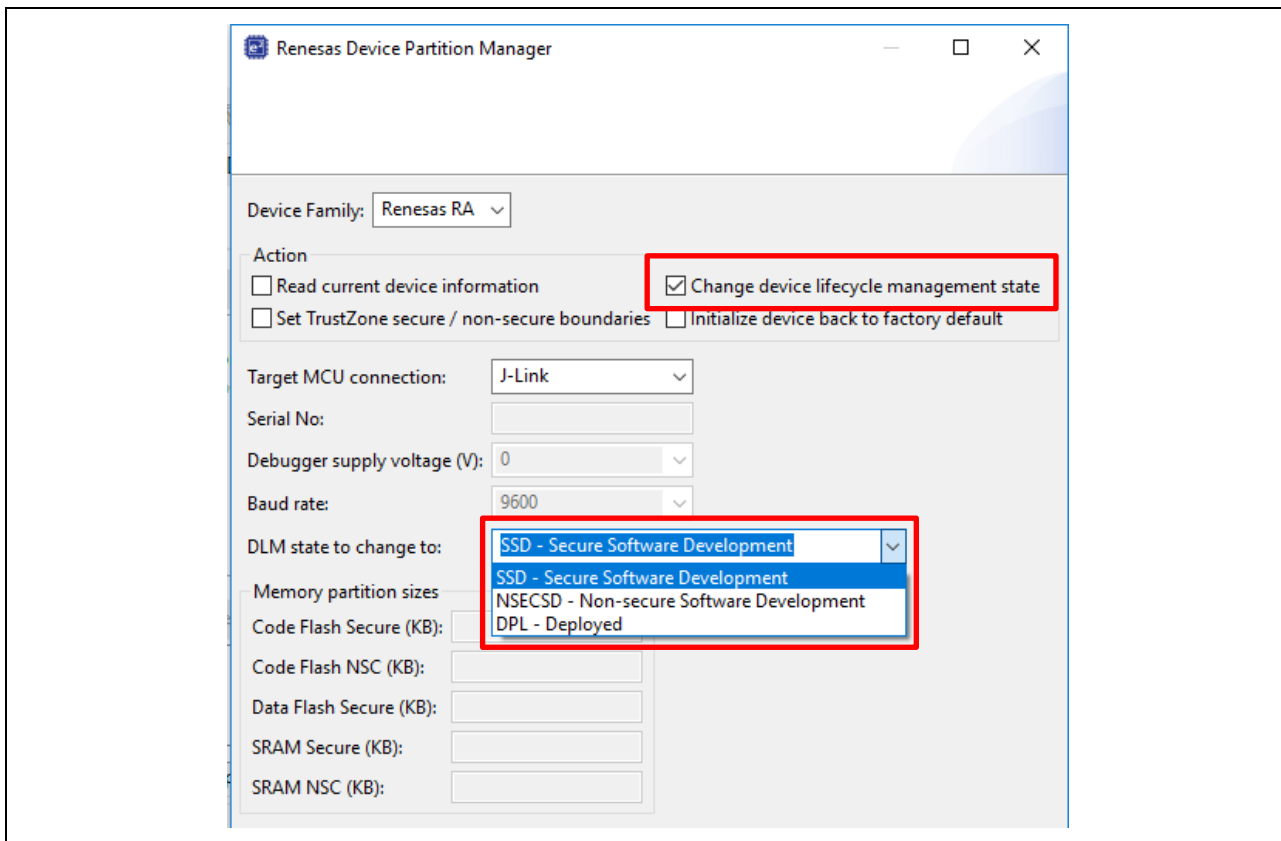 Renesas Device Partition Manager
Device Family: Renesas RA
Action
Read current device information Change device lifecycle management state
Set TrustZone secure / non-secure boundaries Initialize device back to factory default
Target MCU connection: J-Link
Serial No:
Debugger supply voltage (V): 0
Baud rate: 9600
DLM state to change to: SSD - Secure Software Development
SSD - Secure Software Development
NSECSD - Non-secure Software Development
DPL - Deployed
Memory partition sizes
Code Flash Secure (KB):
Code Flash NSC (KB):
Data Flash Secure (KB):
SRAM Secure (KB):
SRAM NSC (KB):